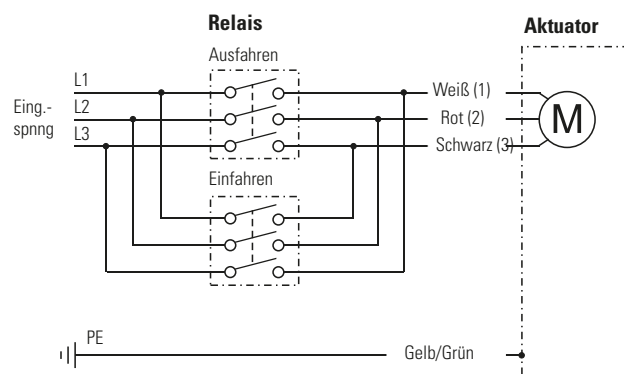 Relais
Aktuator
Ausfahren
L1
Weiß (1)
Eing.-
spnng
L2
Rot (2)
M
L3
Schwarz (3)
Einfahren
PE
Gelb/Grün